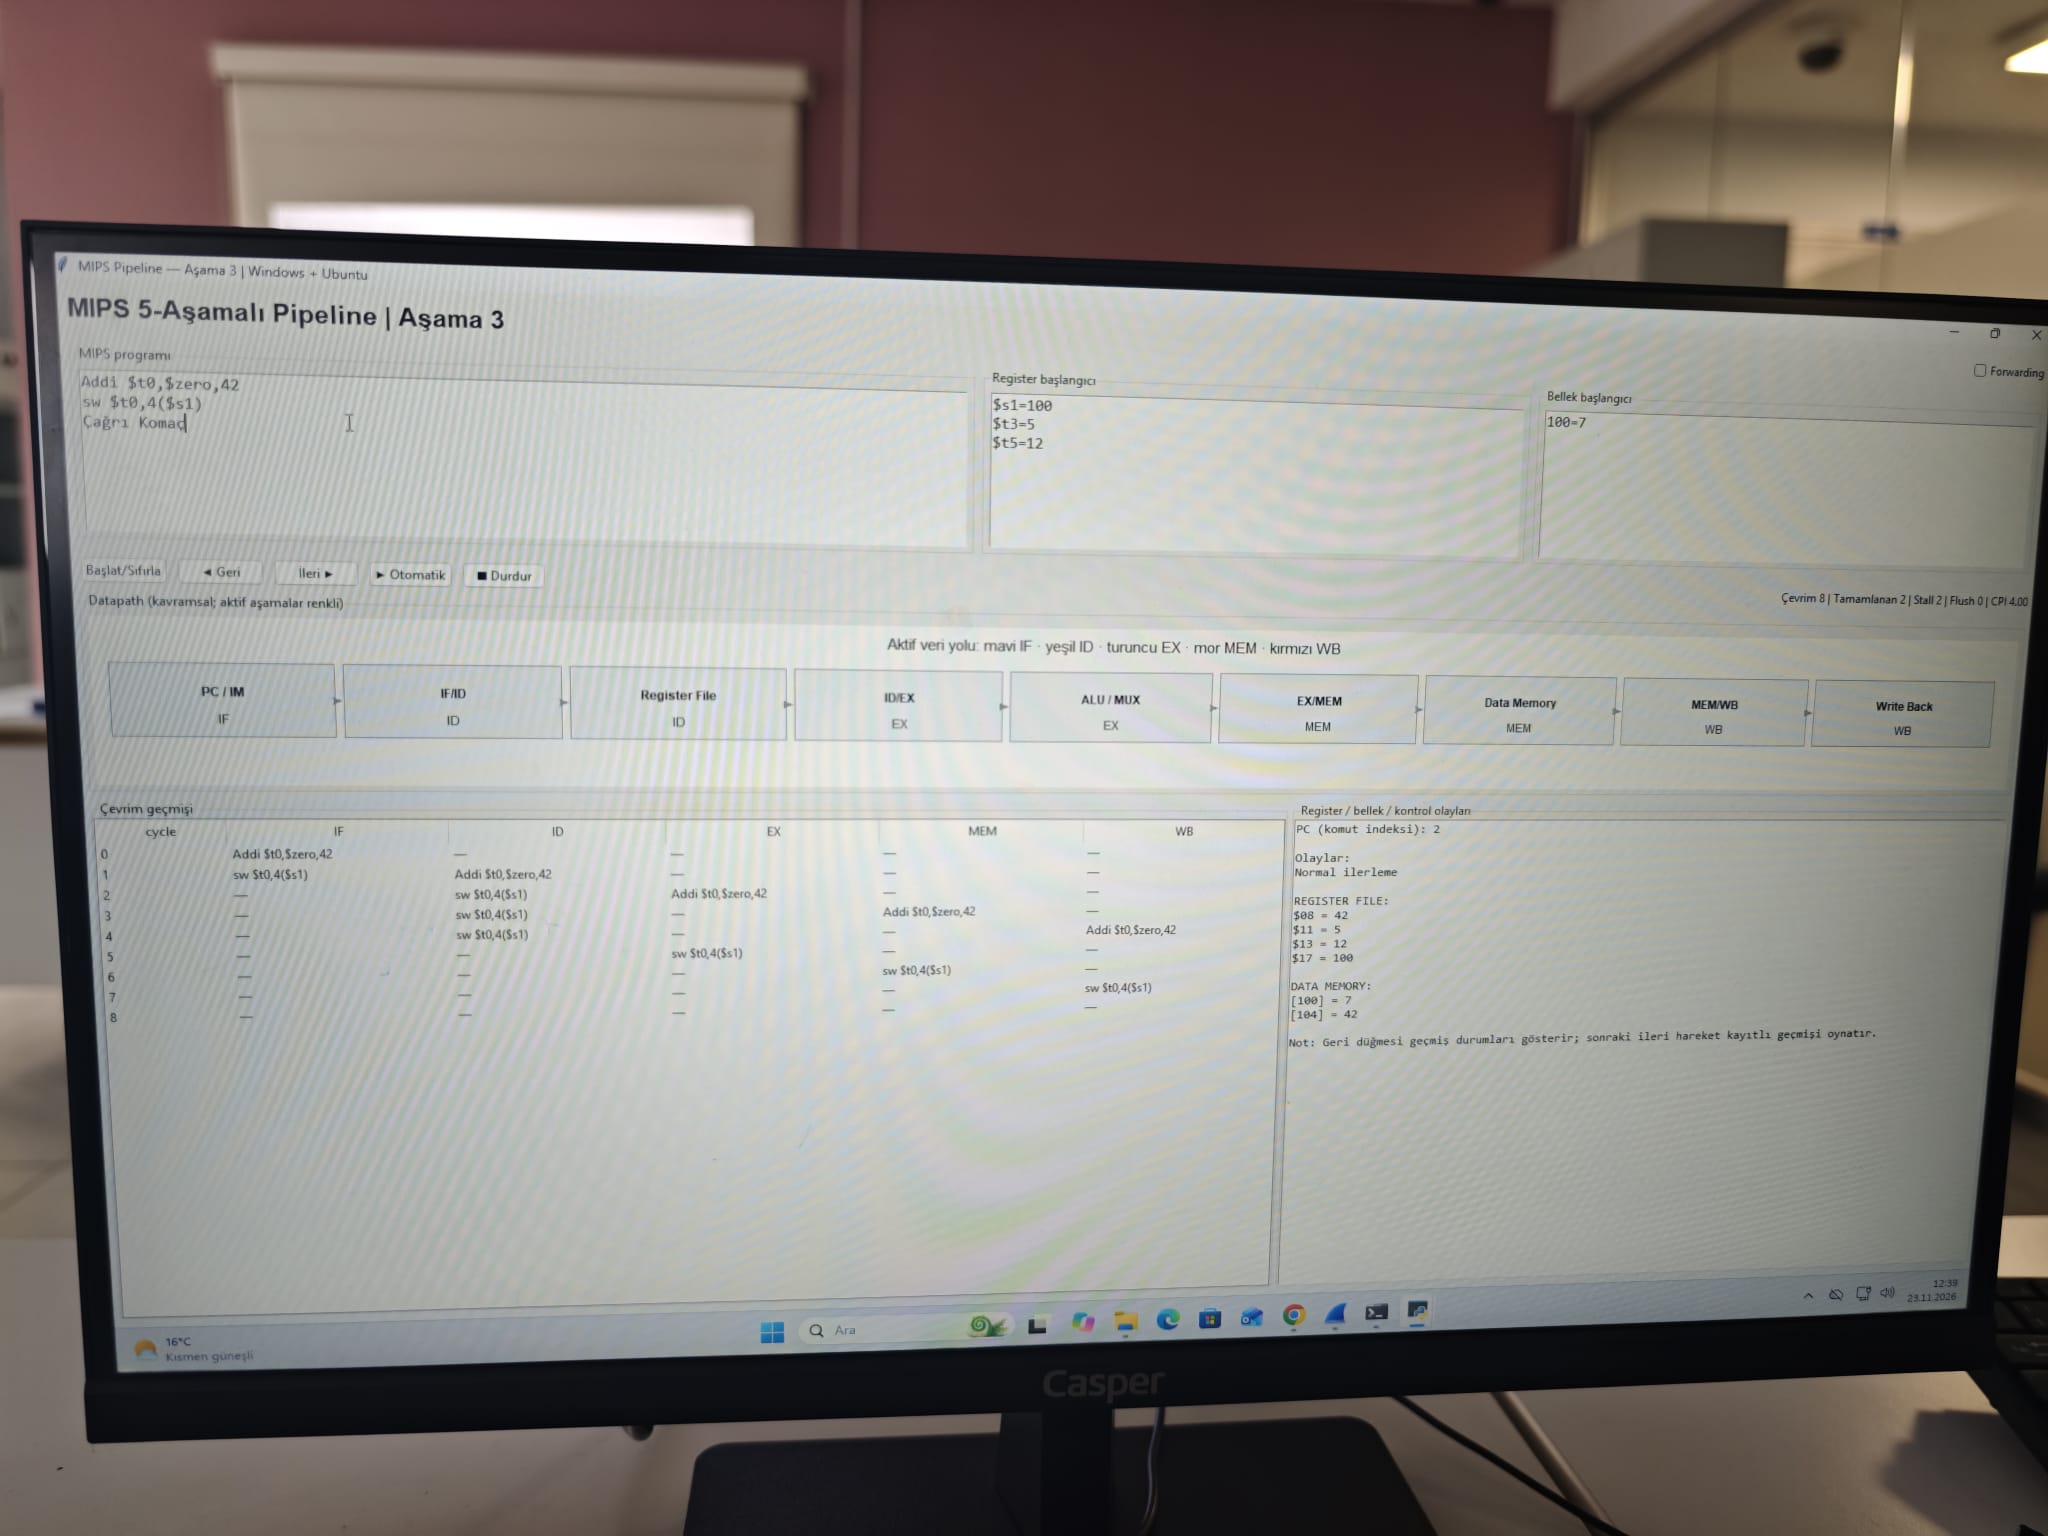 MIPS Pipeline — Aşama 3 | Windows + Ubuntu
MIPS 5-Aşamalı Pipeline | Aşama 3
Forwarding
MIPS programı
Addi $t0,$zero,42
sw $t0,4($s1)
Çağrı Komaç
Register başlangıcı
$s1=100
$t3=5
$t5=12
Bellek başlangıcı
100=7
Başlat/Sıfırla ◄ Geri İleri ► ► Otomatik ■ Durdur
Çevrim 8 | Tamamlanan 2 | Stall 2 | Flush 0 | CPI 4.00
Datapath (kavramsal; aktif aşamalar renkli)
Aktif veri yolu: mavi IF · yeşil ID · turuncu EX · mor MEM · kırmızı WB
PC / IM IF/ID Register File ID/EX ALU / MUX EX/MEM Data Memory MEM/WB Write Back
IF ID ID EX EX MEM MEM WB WB
Çevrim geçmişi
cycle IF ID EX MEM WB
0 Addi $t0,$zero,42 — — — —
1 sw $t0,4($s1) Addi $t0,$zero,42 — — —
2 — sw $t0,4($s1) Addi $t0,$zero,42 — —
3 — sw $t0,4($s1) — Addi $t0,$zero,42 —
4 — sw $t0,4($s1) — — Addi $t0,$zero,42
5 — — sw $t0,4($s1) — —
6 — — — sw $t0,4($s1) —
7 — — — — sw $t0,4($s1)
8 — — — — —
Register / bellek / kontrol olayları
PC (komut indeksi): 2
Olaylar:
Normal ilerleme
REGISTER FILE:
$08 = 42
$11 = 5
$13 = 12
$17 = 100
DATA MEMORY:
[100] = 7
[104] = 42
Not: Geri düğmesi geçmiş durumları gösterir; sonraki ileri hareket kayıtlı geçmişi oynatır.
16°C
Kısmen güneşli
Ara
12:39
23.11.2026
Casper